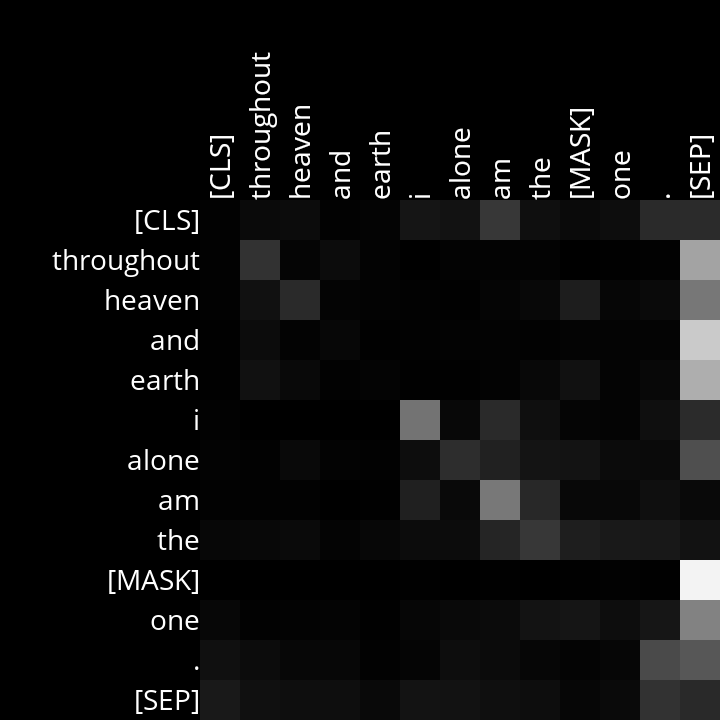 [CLS] throughout heaven and earth i alone am the [MASK] one . [SEP]
[CLS]
throughout
heaven
and
earth
i
alone
am
the
[MASK]
one
.
[SEP]